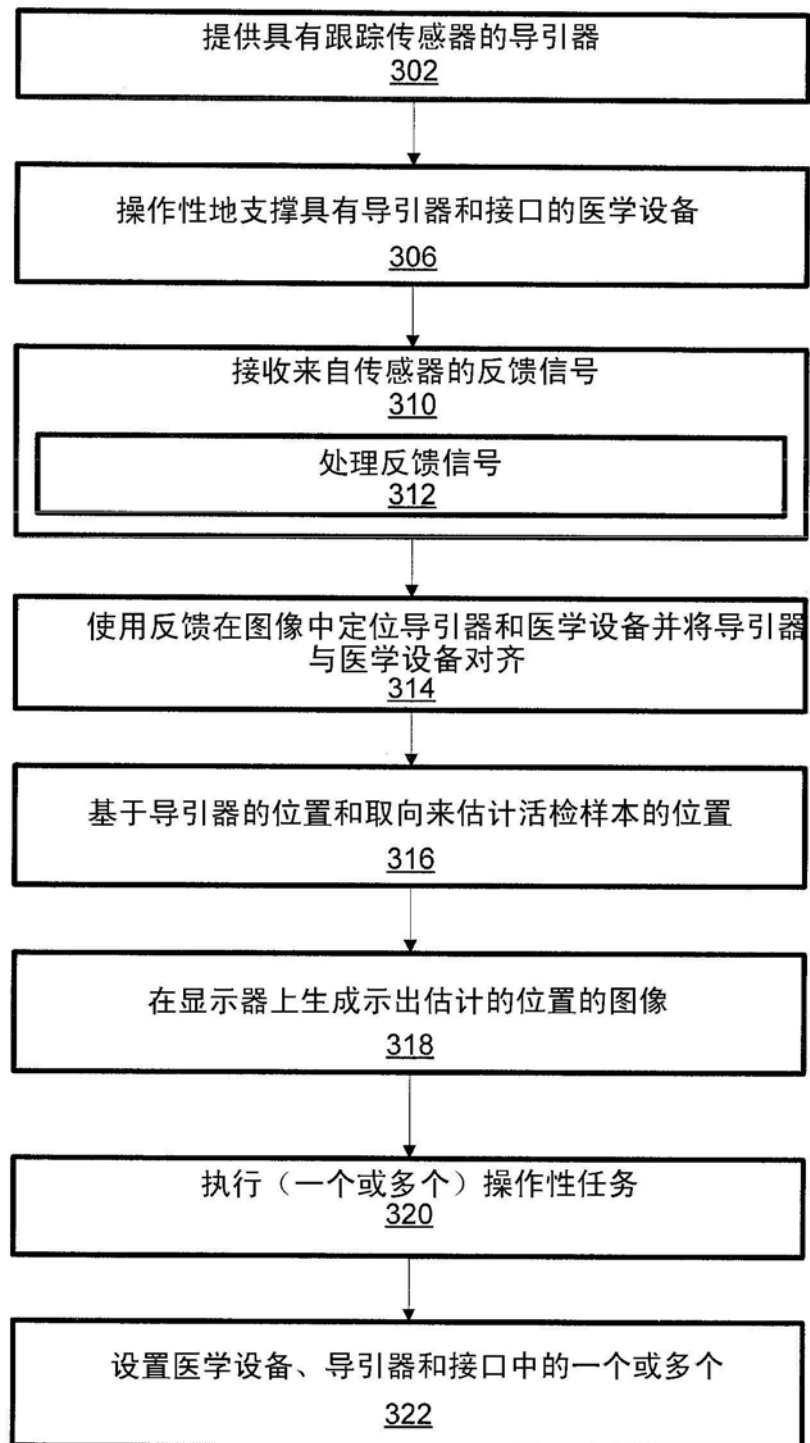 提供具有跟踪传感器的导引器
302
操作性地支撑具有导引器和接口的医学设备
306
接收来自传感器的反馈信号
310
处理反馈信号
312
使用反馈在图像中定位导引器和医学设备并将导引器
与医学设备对齐
314
基于导引器的位置和取向来估计活检样本的位置
316
在显示器上生成示出估计的位置的图像
318
执行（一个或多个）操作性任务
320
设置医学设备、导引器和接口中的一个或多个
322